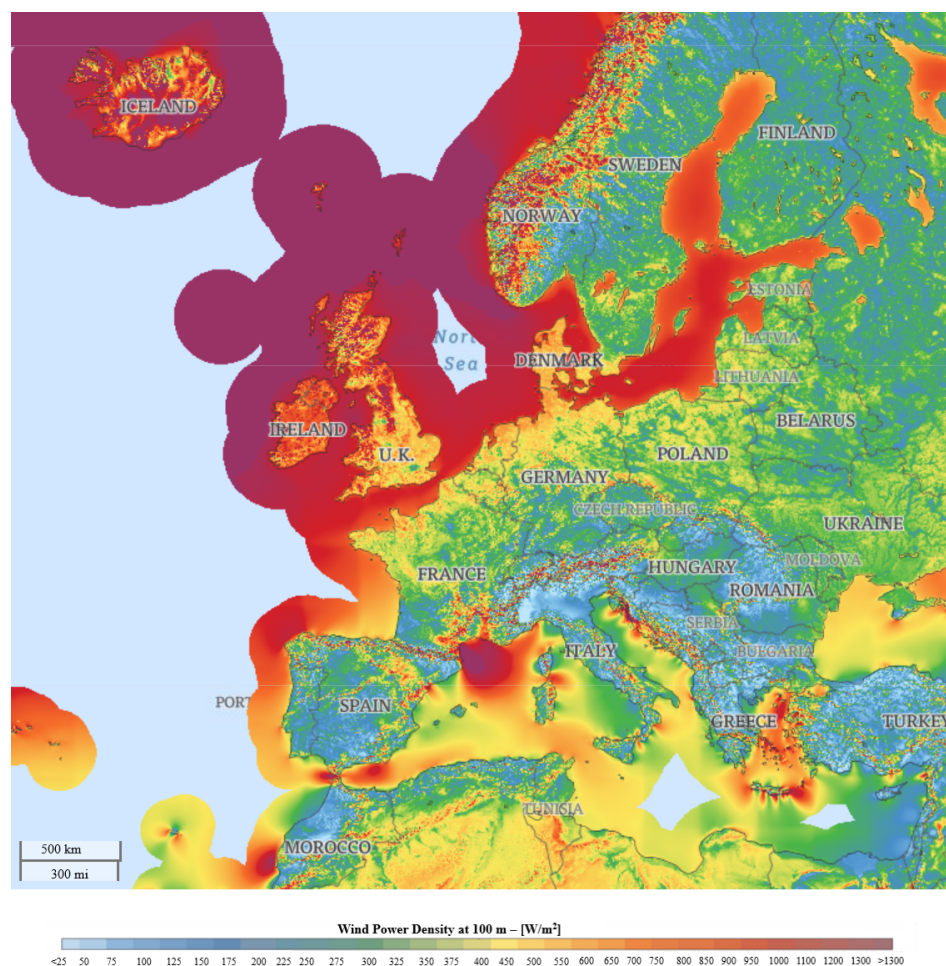 ICELAND
FINLAND
SWEDEN
NORWAY
ESTONIA
Nort
Sea
LATVIA
DENMARK
LITHUANIA
BELARUS
IRELAND
U.K.
POLAND
GERMANY
CZECH REPUBLIC
UKRAINE
MOLDOVA
HUNGARY
FRANCE
ROMANIA
SERBIA
ITALY
BULGARIA
PORT
SPAIN
GREECE
TURKEY
TUNISIA
MOROCCO
500 km
300 mi
Wind Power Density at 100 m – [W/m²]
<25 50 75 100 125 150 175 200 225 250 275 300 325 350 375 400 450 500 550 600 650 700 750 800 850 900 950 1000 1100 1200 1300 >1300